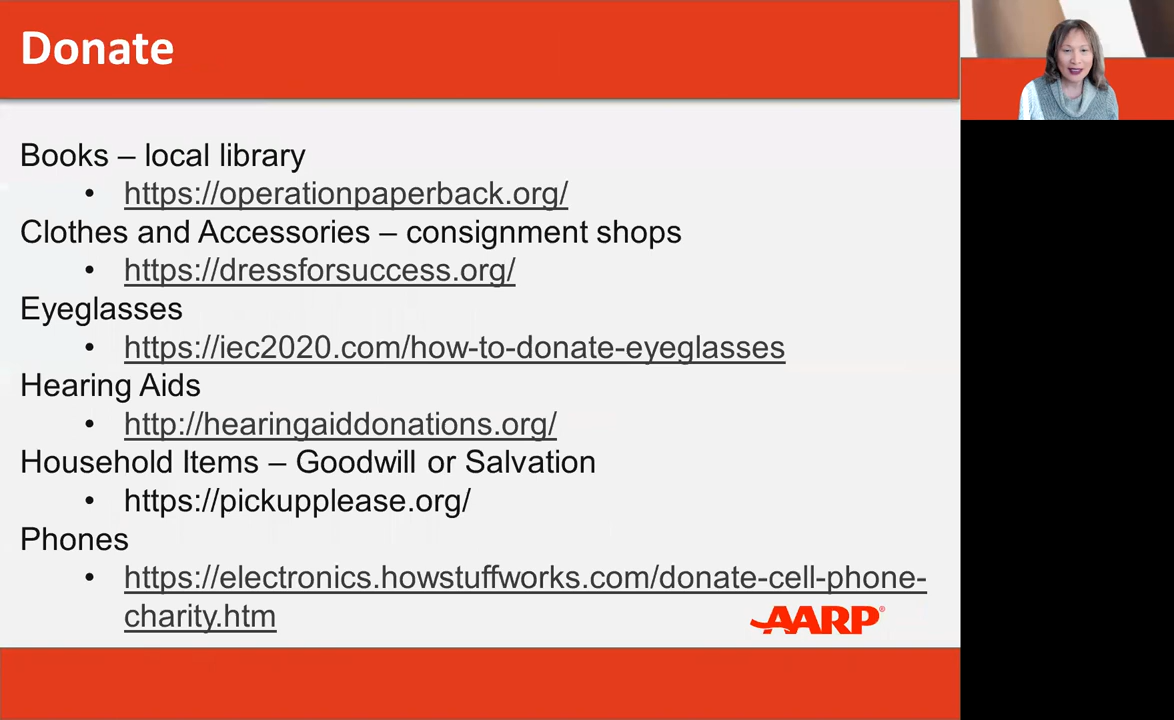 Donate
Books – local library
• https://operationpaperback.org/
Clothes and Accessories – consignment shops
• https://dressforsuccess.org/
Eyeglasses
• https://iec2020.com/how-to-donate-eyeglasses
Hearing Aids
• http://hearingaiddonations.org/
Household Items – Goodwill or Salvation
• https://pickupplease.org/
Phones
• https://electronics.howstuffworks.com/donate-cell-phone-
charity.htm
AARP®